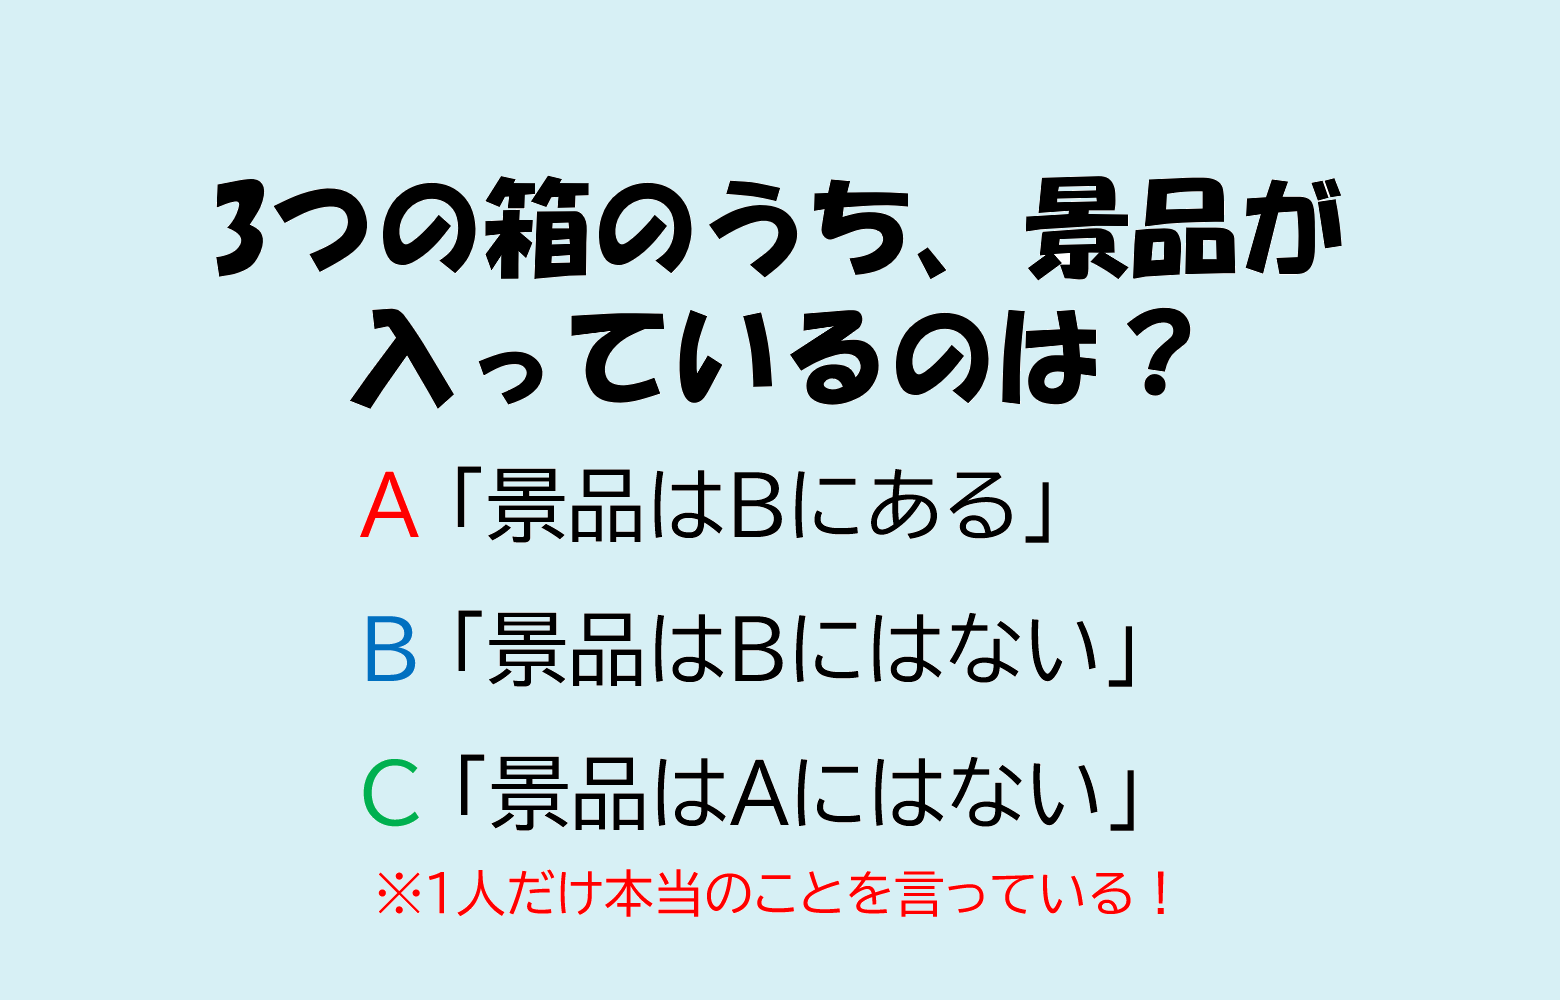 3つの箱のうち、景品が
入っているのは？
A「景品はBにある」
B「景品はBにはない」
C「景品はAにはない」
※1人だけ本当のことを言っている！